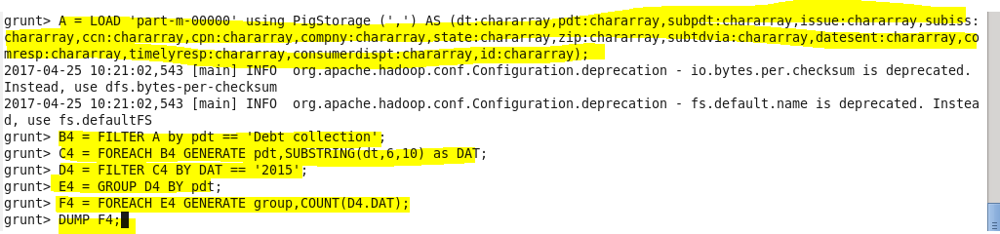 grunt> A = LOAD 'part-m-00000' using PigStorage (',') AS (dt:chararray,pdt:chararray,subpdt:chararray,issue:chararray,subiss:
chararray,ccn:chararray,cpn:chararray,compny:chararray,state:chararray,zip:chararray,subtdvia:chararray,datesent:chararray,co
mresp:chararray,timelyresp:chararray,consumerdispt:chararray,id:chararray);
2017-04-25 10:21:02,543 [main] INFO  org.apache.hadoop.conf.Configuration.deprecation - io.bytes.per.checksum is deprecated.
Instead, use dfs.bytes-per-checksum
2017-04-25 10:21:02,543 [main] INFO  org.apache.hadoop.conf.Configuration.deprecation - fs.default.name is deprecated. Instea
d, use fs.defaultFS
grunt> B4 = FILTER A by pdt == 'Debt collection';
grunt> C4 = FOREACH B4 GENERATE pdt,SUBSTRING(dt,6,10) as DAT;
grunt> D4 = FILTER C4 BY DAT == '2015';
grunt> E4 = GROUP D4 BY pdt;
grunt> F4 = FOREACH E4 GENERATE group,COUNT(D4.DAT);
grunt> DUMP F4;